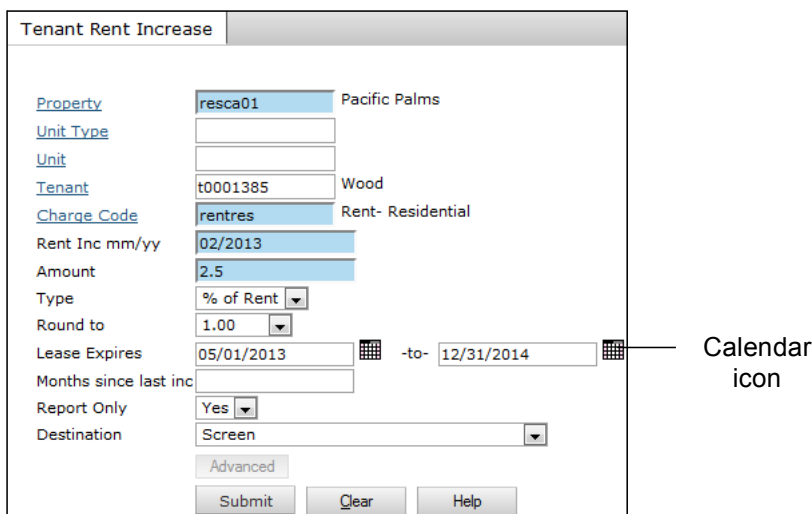 Tenant Rent Increase
Property resca01 Pacific Palms
Unit Type
Unit
Tenant t0001385 Wood
Charge Code rentres Rent- Residential
Rent Inc mm/yy 02/2013
Amount 2.5
Type % of Rent
Round to 1.00
Lease Expires 05/01/2013 -to- 12/31/2014
Calendar
icon
Months since last inc
Report Only Yes
Destination Screen
Advanced
Submit Clear Help